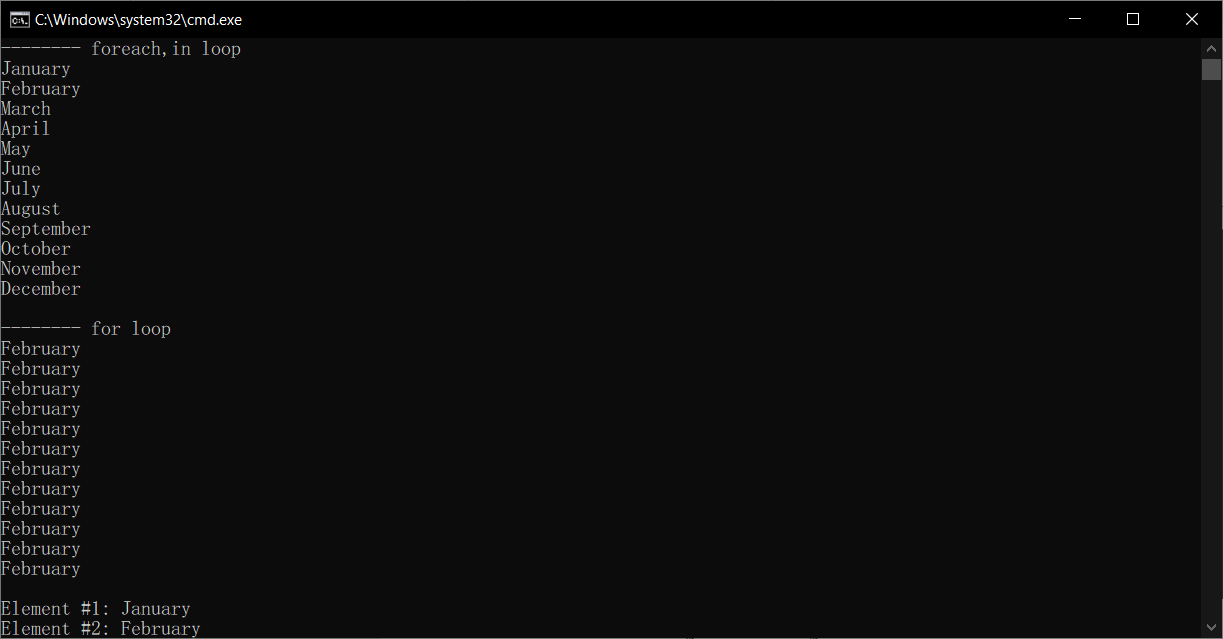 C:\Windows\system32\cmd.exe
-------- foreach,in loop
January
February
March
April
May
June
July
August
September
October
November
December
-------- for loop
February
February
February
February
February
February
February
February
February
February
February
February
Element #1: January
Element #2: February